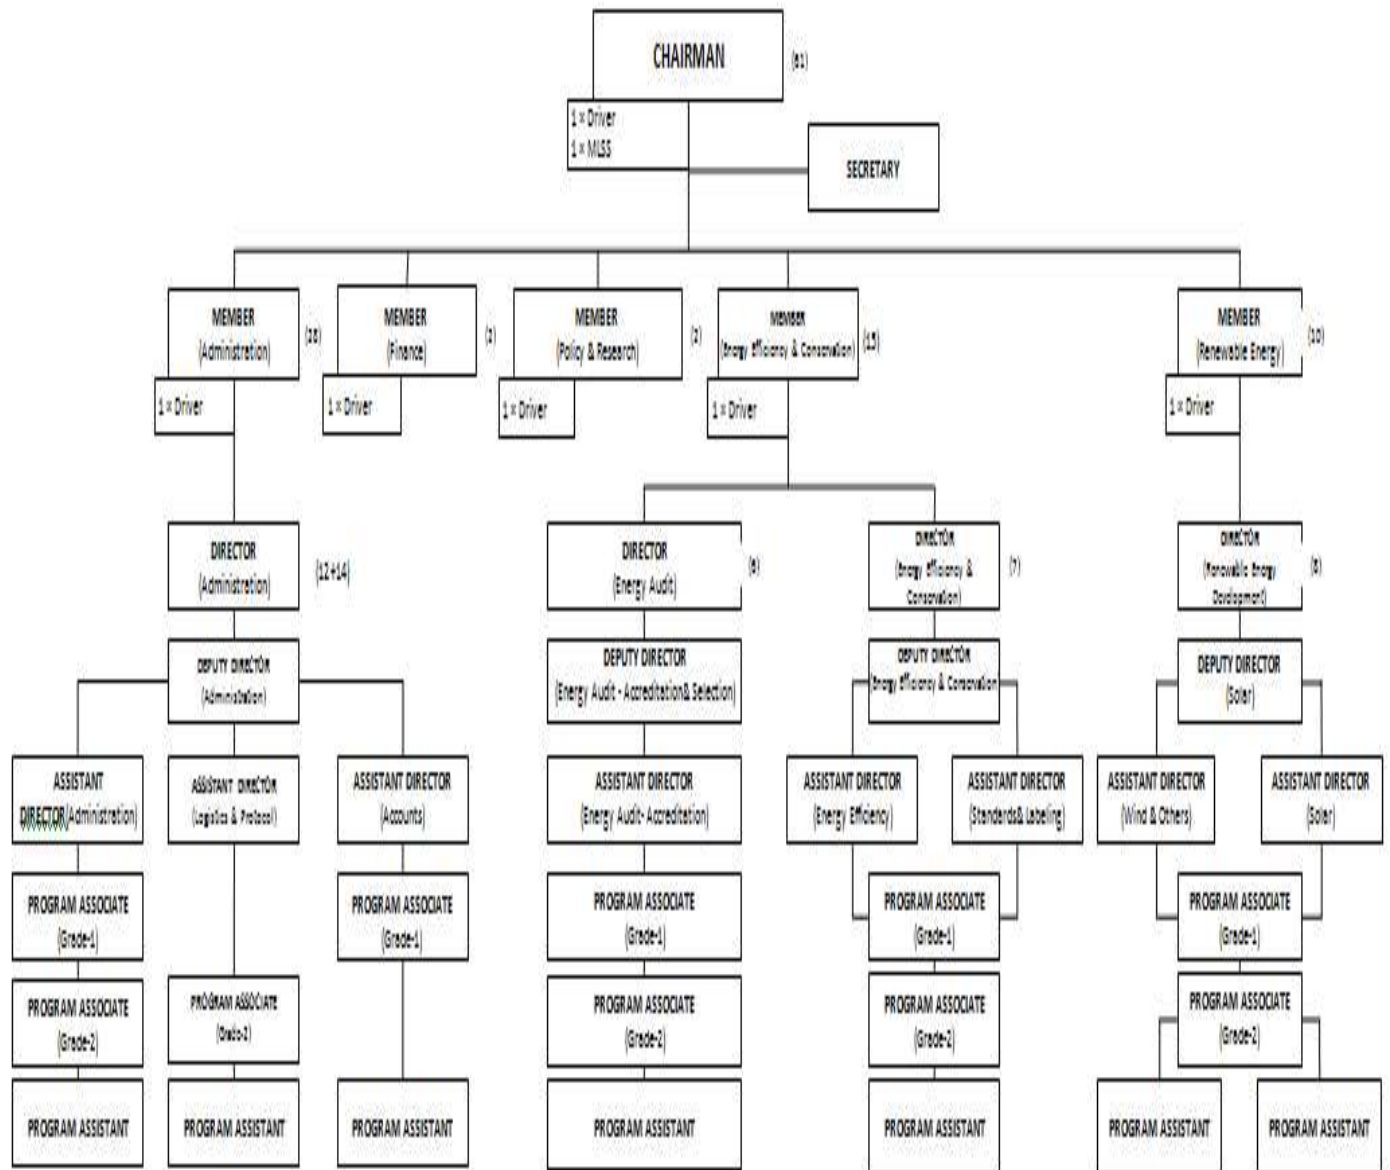 CHAIRMAN
1 × Driver
1 × MLSS
SECRETARY
MEMBER
(Administration)
1 × Driver
MEMBER
(Finance)
(2)
1 × Driver
MEMBER
(Policy & Research)
(2)
1 × Driver
MEMBER
(Energy Efficiency & Conservation)
1 × Driver
MEMBER
(Renewable Energy)
(10)
1 × Driver
DIRECTOR
(Administration)
(12+14)
DIRECTOR
(Energy Audit)
DIRECTOR
(Energy Efficiency &
Conservation)
(7)
DIRECTOR
(Renewable Energy
Development)
DEPUTY DIRECTOR
(Administration)
DEPUTY DIRECTOR
(Energy Audit - Accreditation& Selection)
DEPUTY DIRECTOR
(Energy Efficiency & Conservation
DEPUTY DIRECTOR
(Solar)
ASSISTANT
DIRECTOR(Administration)
ASSISTANT DIRECTOR
(Logistics & Protocol)
ASSISTANT DIRECTOR
(Accounts)
ASSISTANT DIRECTOR
(Energy Audit- Accreditation)
ASSISTANT DIRECTOR
(Energy Efficiency)
ASSISTANT DIRECTOR
(Standards& Labeling)
ASSISTANT DIRECTOR
(Wind & Others)
ASSISTANT DIRECTOR
(Solar)
PROGRAM ASSOCIATE
(Grade-1)
PROGRAM ASSOCIATE
(Grade-1)
PROGRAM ASSOCIATE
(Grade-1)
PROGRAM ASSOCIATE
(Grade-1)
PROGRAM ASSOCIATE
(Grade-1)
PROGRAM ASSOCIATE
(Grade-2)
PROGRAM ASSOCIATE
(Grade-2)
PROGRAM ASSOCIATE
(Grade-2)
PROGRAM ASSOCIATE
(Grade-2)
PROGRAM ASSOCIATE
(Grade-2)
PROGRAM ASSISTANT
PROGRAM ASSISTANT
PROGRAM ASSISTANT
PROGRAM ASSISTANT
PROGRAM ASSISTANT
PROGRAM ASSISTANT
PROGRAM ASSISTANT